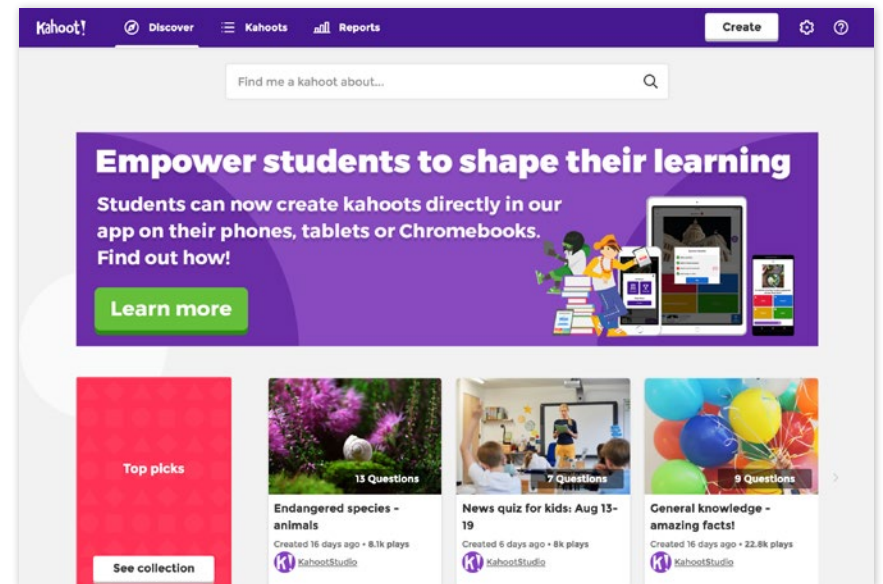 Kahoot!
Discover
Kahoots
Reports
Create
Find me a kahoot about...
Empower students to shape their learning
Students can now create kahoots directly in our
app on their phones, tablets or Chromebooks.
Find out how!
Learn more
Top picks
See collection
13 Questions
Endangered species -
animals
Created 16 days ago • 8.1k plays
K!
KahootStudio
7 Questions
News quiz for kids: Aug 13-
19
Created 6 days ago • 8k plays
K!
KahootStudio
9 Questions
General knowledge -
amazing facts!
Created 16 days ago • 22.8k plays
K!
KahootStudio